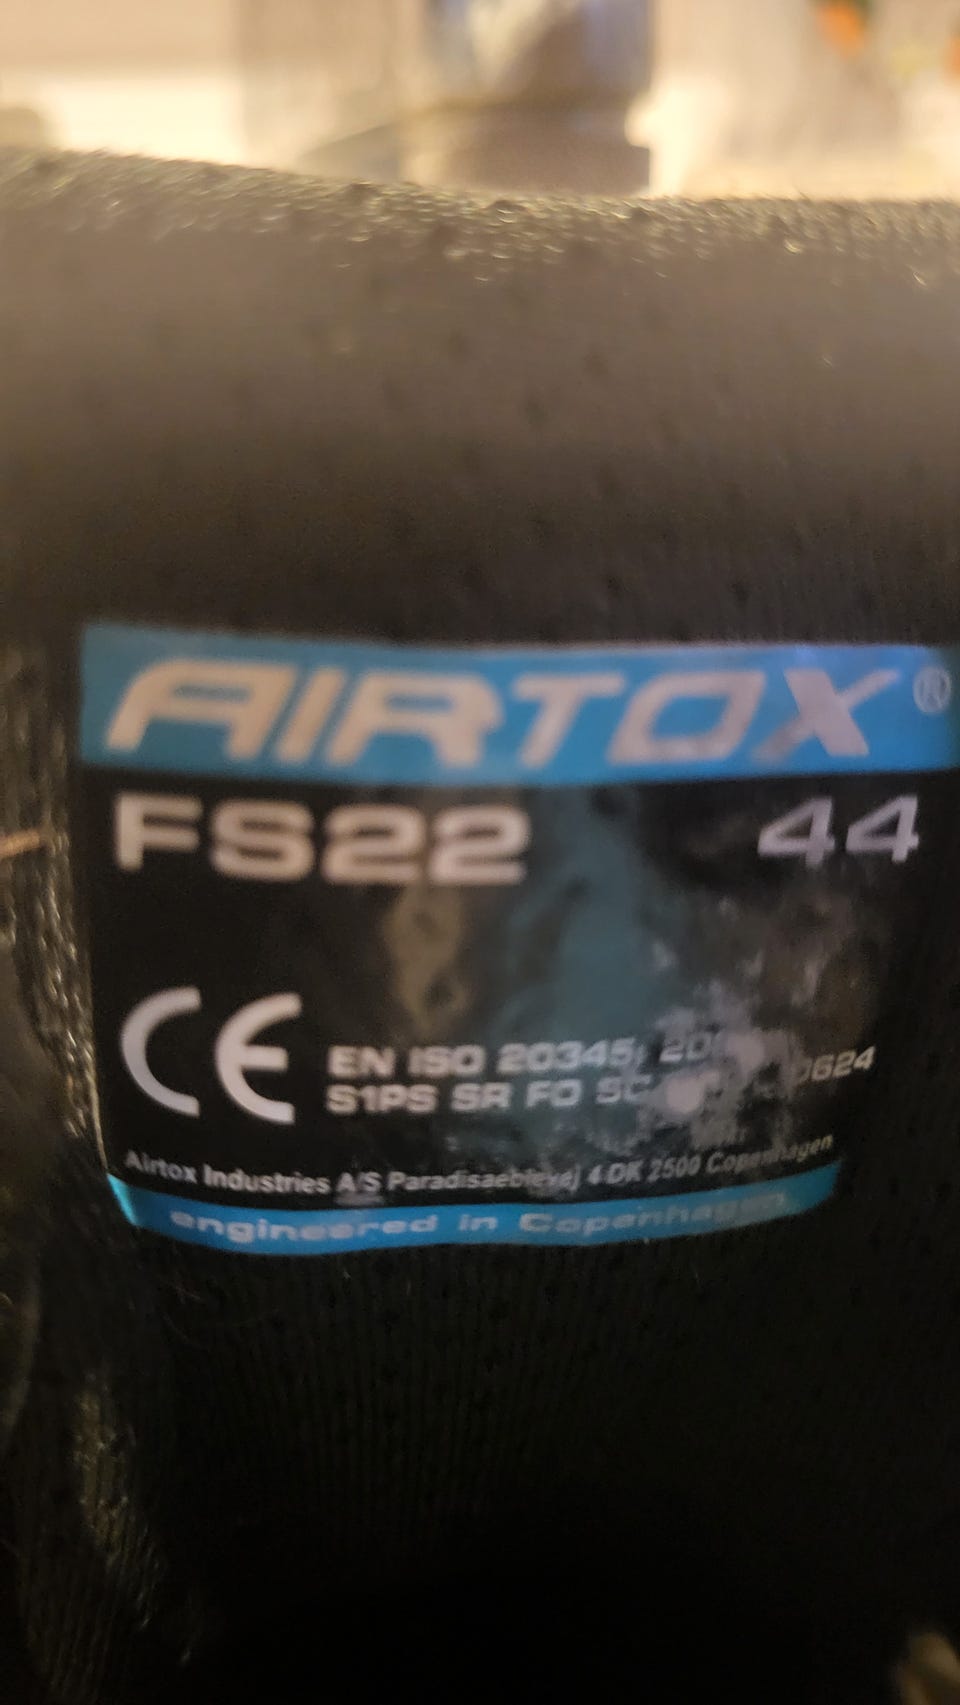 AIRTOX®
FS22 44
CE EN ISO 20345:
S1PS SR FO 0624
Airtox Industries A/S Paradisaeblevej 4 DK 2500 Copenhagen
engineered in Copenhagen